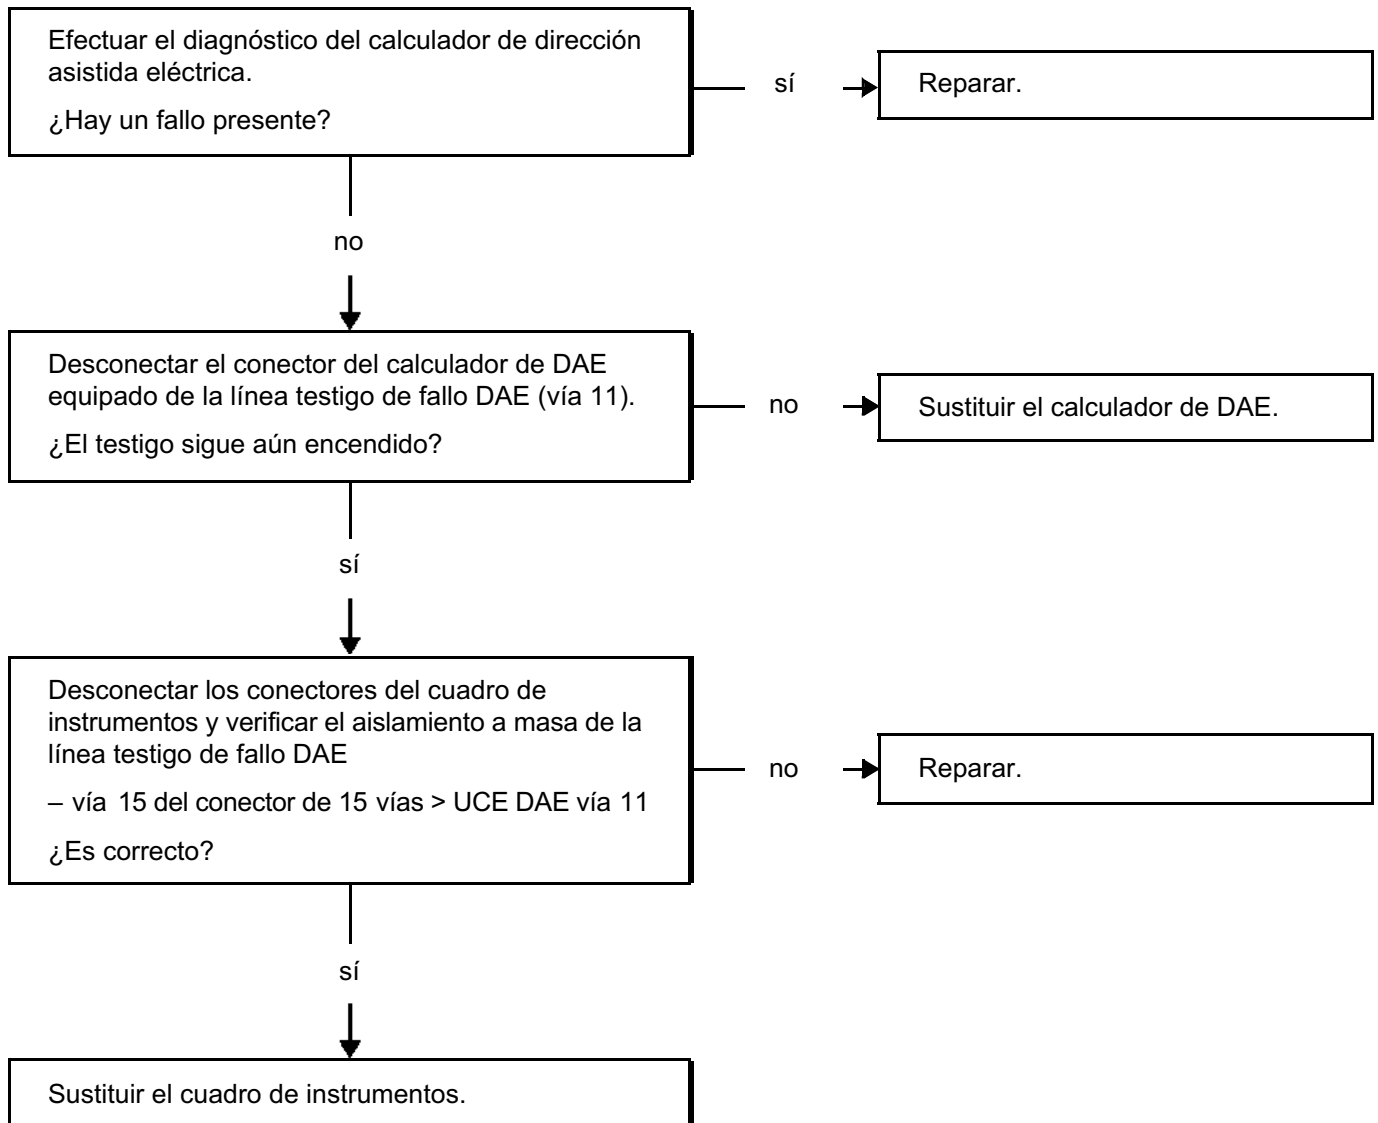 Efectuar el diagnóstico del calculador de dirección
asistida eléctrica.
¿Hay un fallo presente?
sí
Reparar.
no
Desconectar el conector del calculador de DAE
equipado de la línea testigo de fallo DAE (vía 11).
¿El testigo sigue aún encendido?
no
Sustituir el calculador de DAE.
sí
Desconectar los conectores del cuadro de
instrumentos y verificar el aislamiento a masa de la
línea testigo de fallo DAE
– vía 15 del conector de 15 vías > UCE DAE vía 11
¿Es correcto?
no
Reparar.
sí
Sustituir el cuadro de instrumentos.